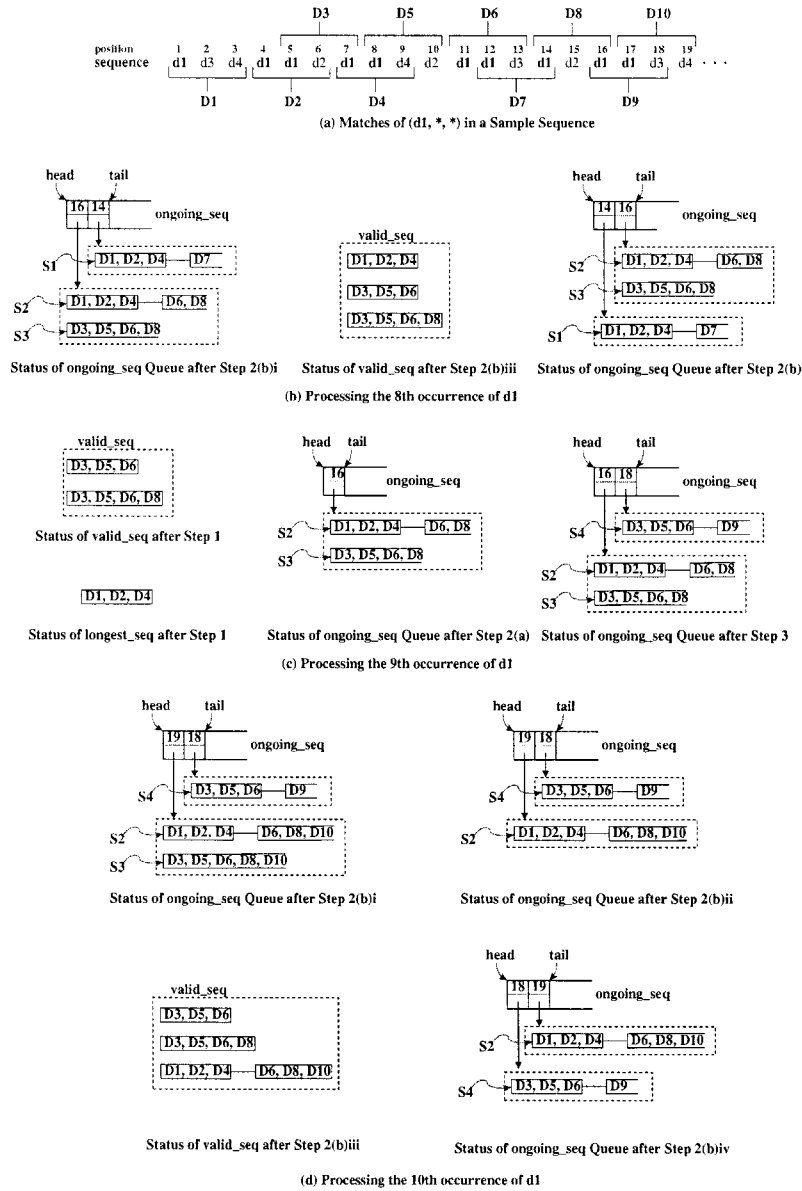 D3 D5 D6 D8 D10
position 1 2 3 4 5 6 7 8 9 10 11 12 13 14 15 16 17 18 19
sequence d1 d3 d4 d1 d1 d2 d1 d1 d4 d2 d1 d1 d3 d1 d2 d1 d1 d3 d4 · · ·
D1 D2 D4 D7 D9
(a) Matches of (d1, *, *) in a Sample Sequence
head tail
16 14
ongoing_seq
S1 D1, D2, D4 D7
S2 D1, D2, D4 D6, D8
S3 D3, D5, D6, D8
Status of ongoing_seq Queue after Step 2(b)i
valid_seq
D1, D2, D4
D3, D5, D6
D3, D5, D6, D8
Status of valid_seq after Step 2(b)iii
head tail
14 16
ongoing_seq
S2 D1, D2, D4 D6, D8
S3 D3, D5, D6, D8
S1 D1, D2, D4 D7
Status of ongoing_seq Queue after Step 2(b)
(b) Processing the 8th occurrence of d1
valid_seq
D3, D5, D6
D3, D5, D6, D8
Status of valid_seq after Step 1
D1, D2, D4
Status of longest_seq after Step 1
head tail
16
ongoing_seq
S2 D1, D2, D4 D6, D8
S3 D3, D5, D6, D8
Status of ongoing_seq Queue after Step 2(a)
head tail
16 18
ongoing_seq
S4 D3, D5, D6 D9
S2 D1, D2, D4 D6, D8
S3 D3, D5, D6, D8
Status of ongoing_seq Queue after Step 3
(c) Processing the 9th occurrence of d1
head tail
19 18
ongoing_seq
S4 D3, D5, D6 D9
S2 D1, D2, D4 D6, D8, D10
S3 D3, D5, D6, D8, D10
Status of ongoing_seq Queue after Step 2(b)i
head tail
19 18
ongoing_seq
S4 D3, D5, D6 D9
S2 D1, D2, D4 D6, D8, D10
Status of ongoing_seq Queue after Step 2(b)ii
valid_seq
D3, D5, D6
D3, D5, D6, D8
D1, D2, D4 D6, D8, D10
Status of valid_seq after Step 2(b)iii
head tail
18 19
ongoing_seq
S2 D1, D2, D4 D6, D8, D10
S4 D3, D5, D6 D9
Status of ongoing_seq Queue after Step 2(b)iv
(d) Processing the 10th occurrence of d1